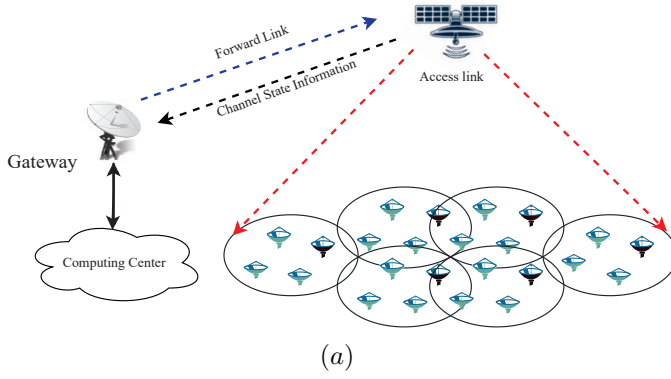 Forward Link
Channel State Information
Access link
Gateway
Computing Center
(a)